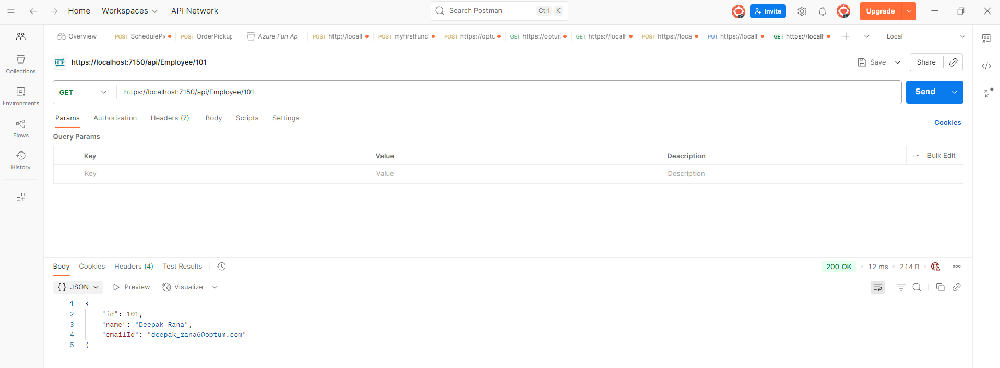 Home Workspaces API Network Search Postman Ctrl K Invite Upgrade
Overview POST SchedulePi POST OrderPickup Azure Fun Ap POST http://localh POST myfirstfunc POST https://optu GET https://optur GET https://localh POST https://loca PUT https://localh GET https://localh Local
HTTP https://localhost:7150/api/Employee/101 Save Share
Collections
Environments
Flows
History
GET https://localhost:7150/api/Employee/101 Send
Params Authorization Headers (7) Body Scripts Settings Cookies
Query Params
Key Value Description Bulk Edit
Key Value Description
Body Cookies Headers (4) Test Results 200 OK 12 ms 214 B
{} JSON Preview Visualize
1 {
2 "id": 101,
3 "name": "Deepak Rana",
4 "emailId": "deepak_rana6@optum.com"
5 }